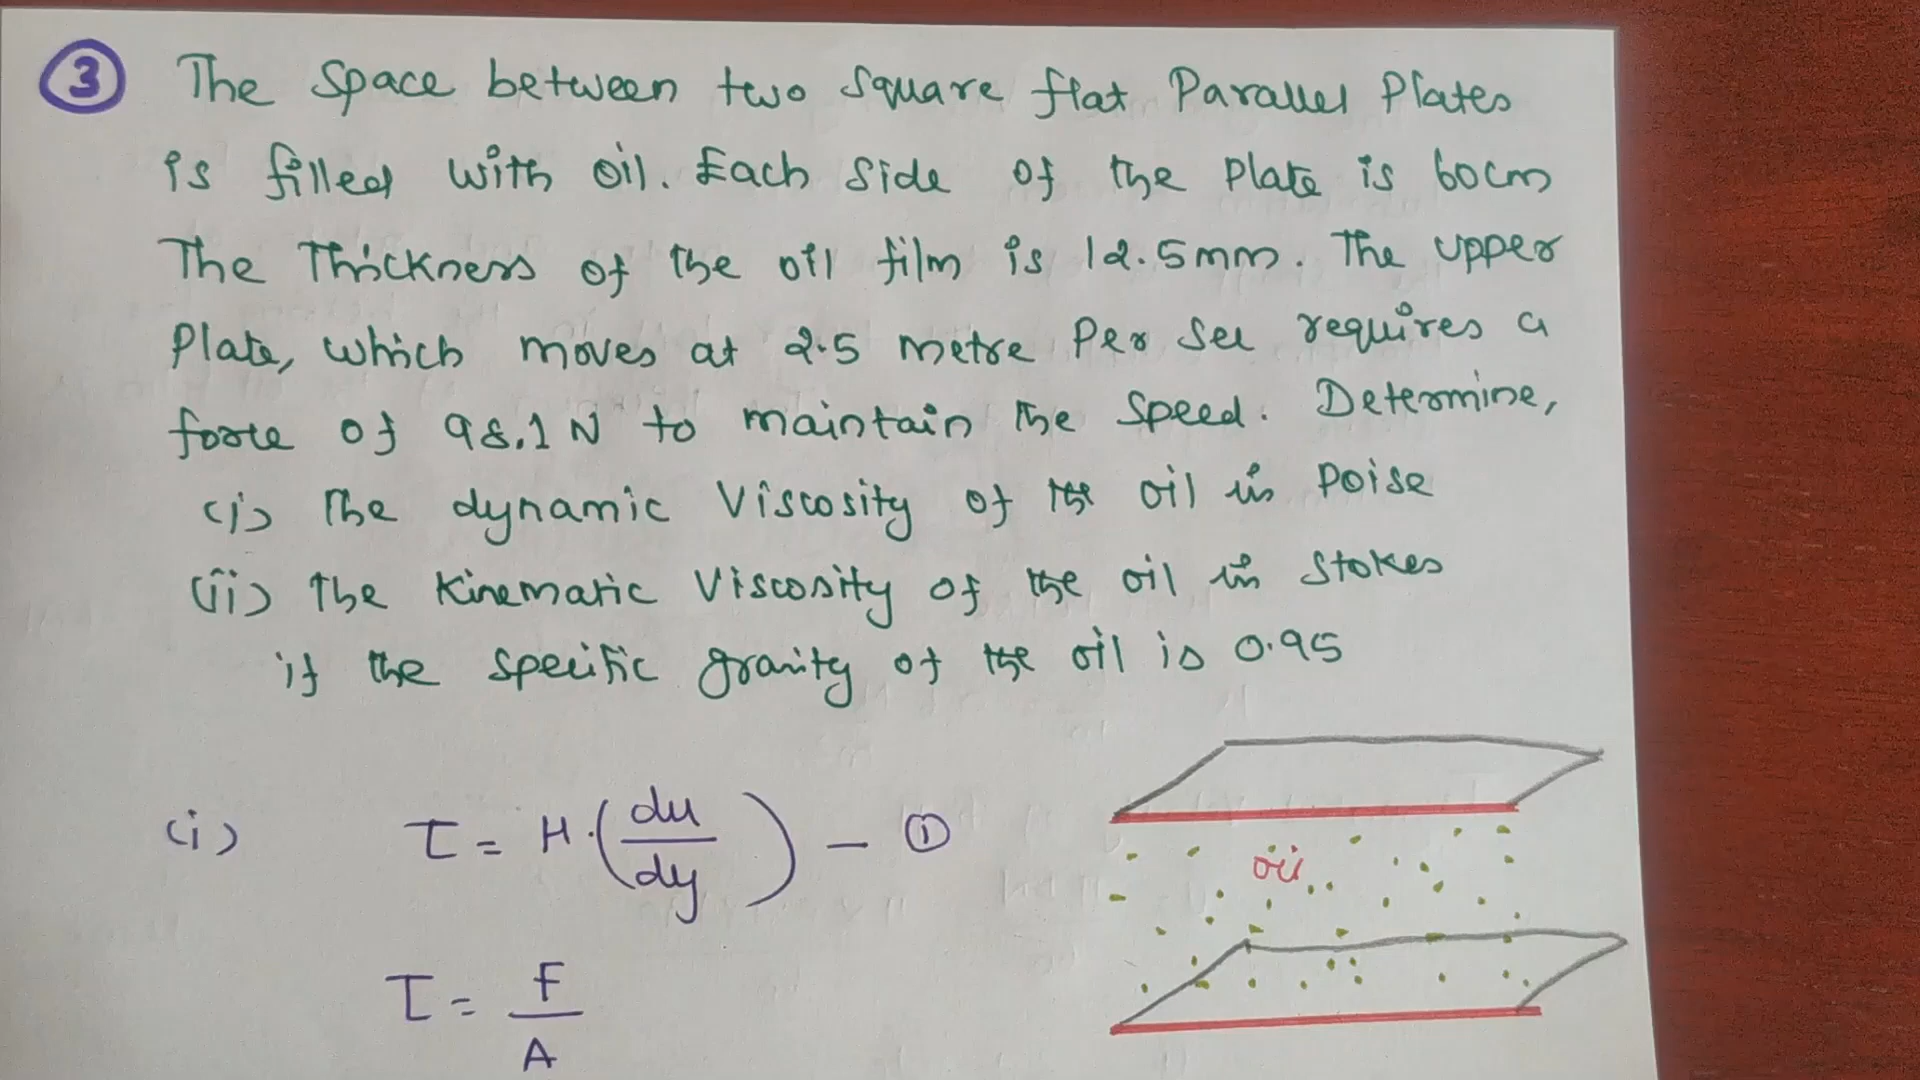 3 The Space between two Square flat Parallel Plates
is filled with oil. Each Side of the Plate is 60cm
The Thickness of the oil film is 12.5mm. The upper
Plate, which moves at 2.5 metre Per Sec requires a
force of 98.1 N to maintain the Speed. Determine,
(i) The dynamic Viscosity of the oil in Poise
(ii) The Kinematic Viscosity of the oil in Stokes
if the Specific gravity of the oil is 0.95
(i) τ = μ·(du/dy) – ①
oil
τ = F/A